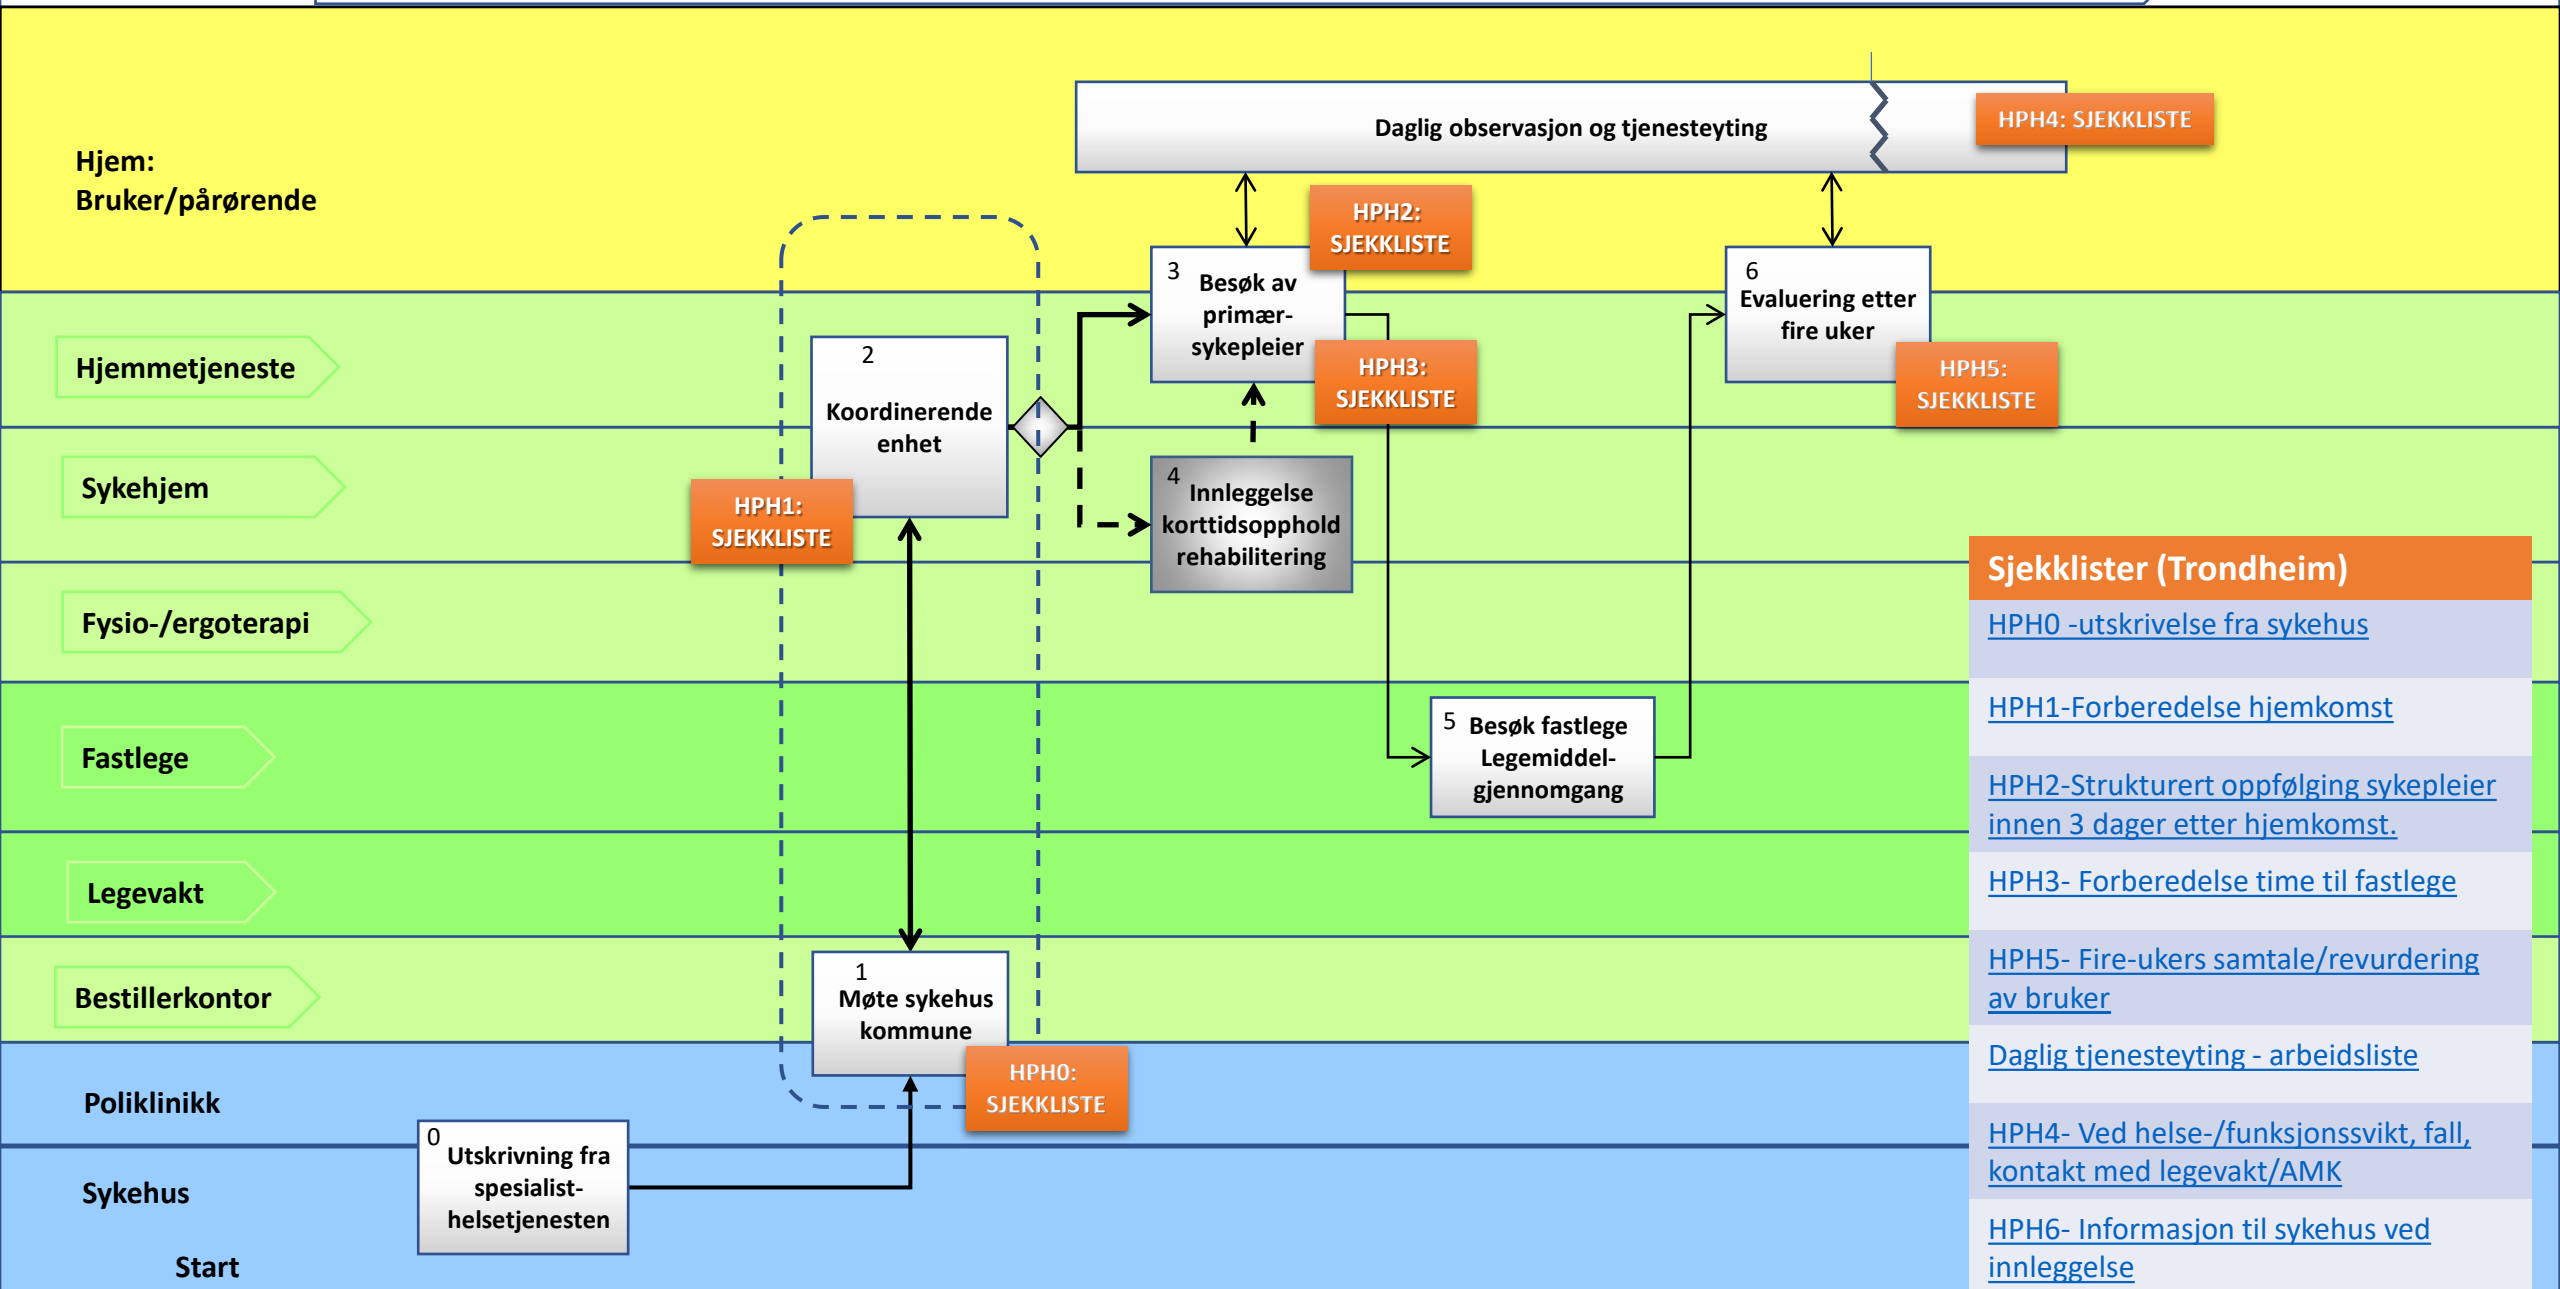 Daglig observasjon og tjenesteyting
HPH4: SJEKKLISTE
Hjem:
Bruker/pårørende
HPH2:
SJEKKLISTE
3
Besøk av
primær-
sykepleier
6
Evaluering etter
fire uker
Hjemmetjeneste
2
Koordinerende
enhet
HPH3:
SJEKKLISTE
HPH5:
SJEKKLISTE
Sykehjem
HPH1:
SJEKKLISTE
4
Innleggelse
korttidsopphold
rehabilitering
Fysio-/ergoterapi
Fastlege
5
Besøk fastlege
Legemiddel-
gjennomgang
Legevakt
Bestillerkontor
1
Møte sykehus
kommune
HPH0:
SJEKKLISTE
Poliklinikk
0
Utskrivning fra
spesialist-
helsetjenesten
Sykehus
Start
Sjekklister (Trondheim)
HPH0 -utskrivelse fra sykehus
HPH1-Forberedelse hjemkomst
HPH2-Strukturert oppfølging sykepleier
innen 3 dager etter hjemkomst.
HPH3- Forberedelse time til fastlege
HPH5- Fire-ukers samtale/revurdering
av bruker
Daglig tjenesteyting - arbeidsliste
HPH4- Ved helse-/funksjonssvikt, fall,
kontakt med legevakt/AMK
HPH6- Informasjon til sykehus ved
innleggelse